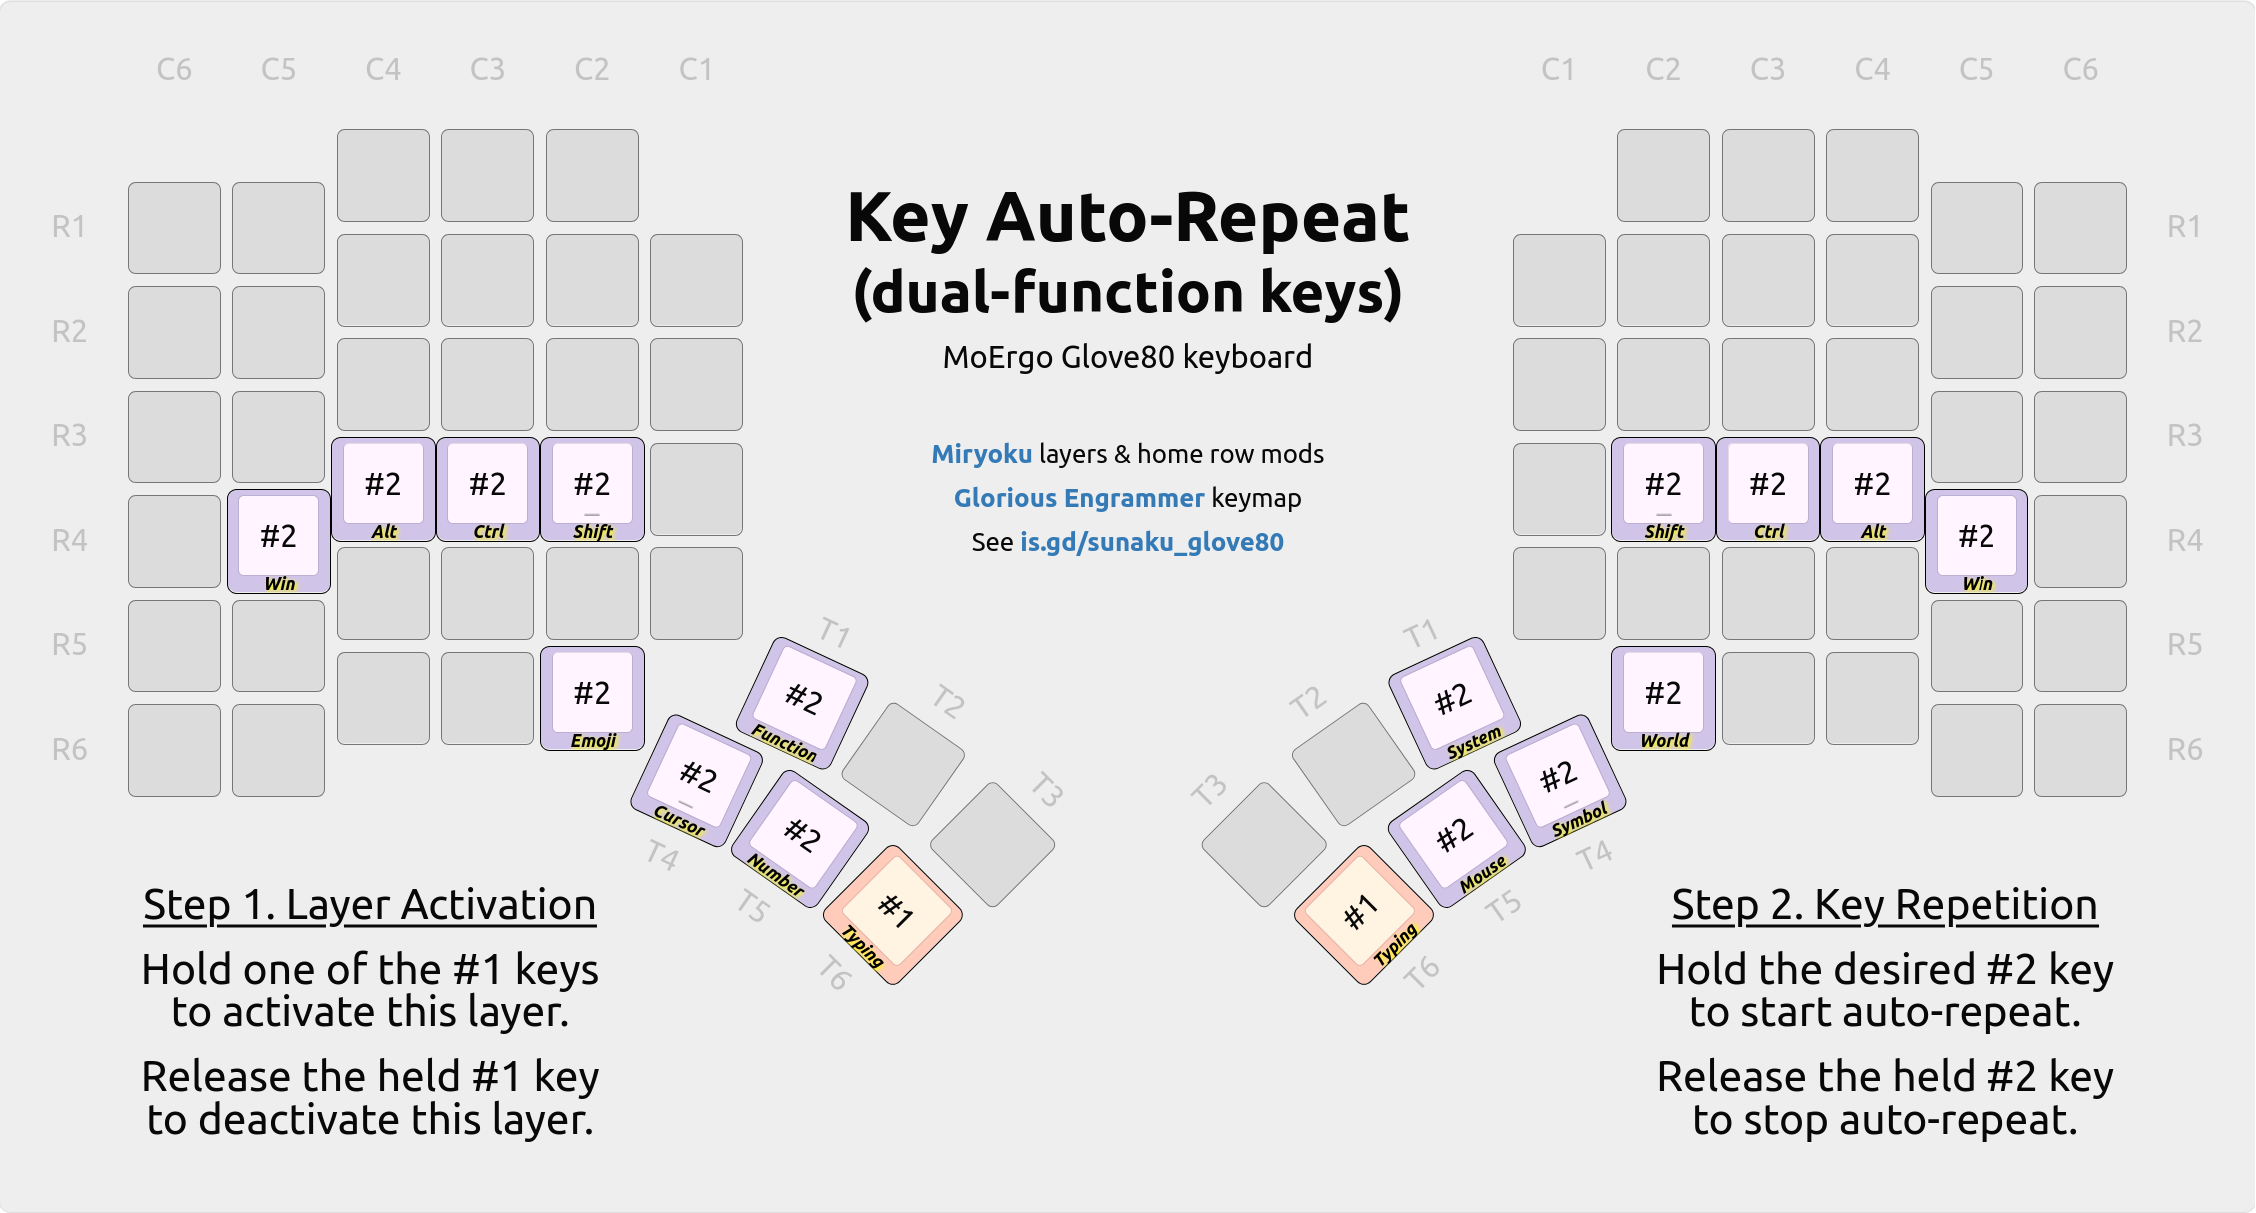 C6 C5 C4 C3 C2 C1
C1 C2 C3 C4 C5 C6
R1
R2
R3
R4
R5
R6
R1
R2
R3
R4
R5
R6
Key Auto-Repeat
(dual-function keys)
MoErgo Glove80 keyboard
Miryoku layers & home row mods
Glorious Engrammer keymap
See is.gd/sunaku_glove80
#2
Win
#2
Alt
#2
Ctrl
#2
_
Shift
#2
_
Shift
#2
Ctrl
#2
Alt
#2
Win
#2
Emoji
T1
#2
Function
T2
T3
#2
_
Cursor
T4
#2
Number
T5
#1
Typing
T6
T1
#2
System
T2
T3
#2
World
#2
_
Symbol
T4
#2
Mouse
T5
#1
Typing
T6
Step 1. Layer Activation
Hold one of the #1 keys
to activate this layer.
Release the held #1 key
to deactivate this layer.
Step 2. Key Repetition
Hold the desired #2 key
to start auto-repeat.
Release the held #2 key
to stop auto-repeat.